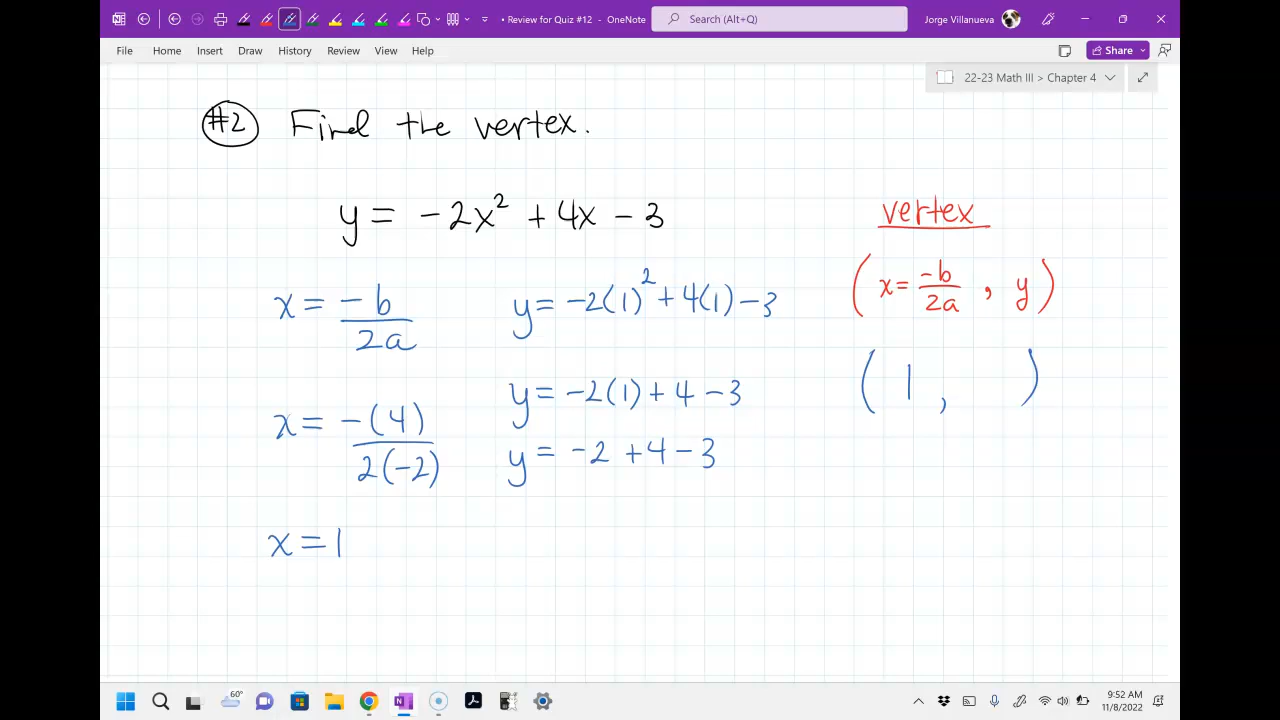 Review for Quiz #12 - OneNote
Search (Alt+Q)
Jorge Villanueva
File Home Insert Draw History Review View Help
Share
22-23 Math III > Chapter 4
#2 Find the vertex.
y = -2x² + 4x - 3
vertex
(x = -b/2a, y)
x = -b/2a
y = -2(1)² + 4(1) - 3
(1, )
x = -(4)/2(-2)
y = -2(1) + 4 - 3
y = -2 + 4 - 3
x = 1
60°
9:52 AM
11/8/2022